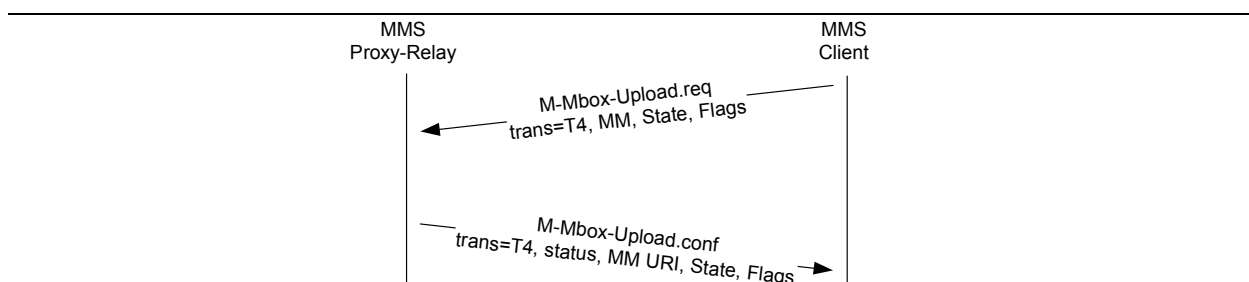 MMS
Proxy-Relay
MMS
Client
M-Mbox-Upload.req
trans=T4, MM, State, Flags
M-Mbox-Upload.conf
trans=T4, status, MM URI, State, Flags